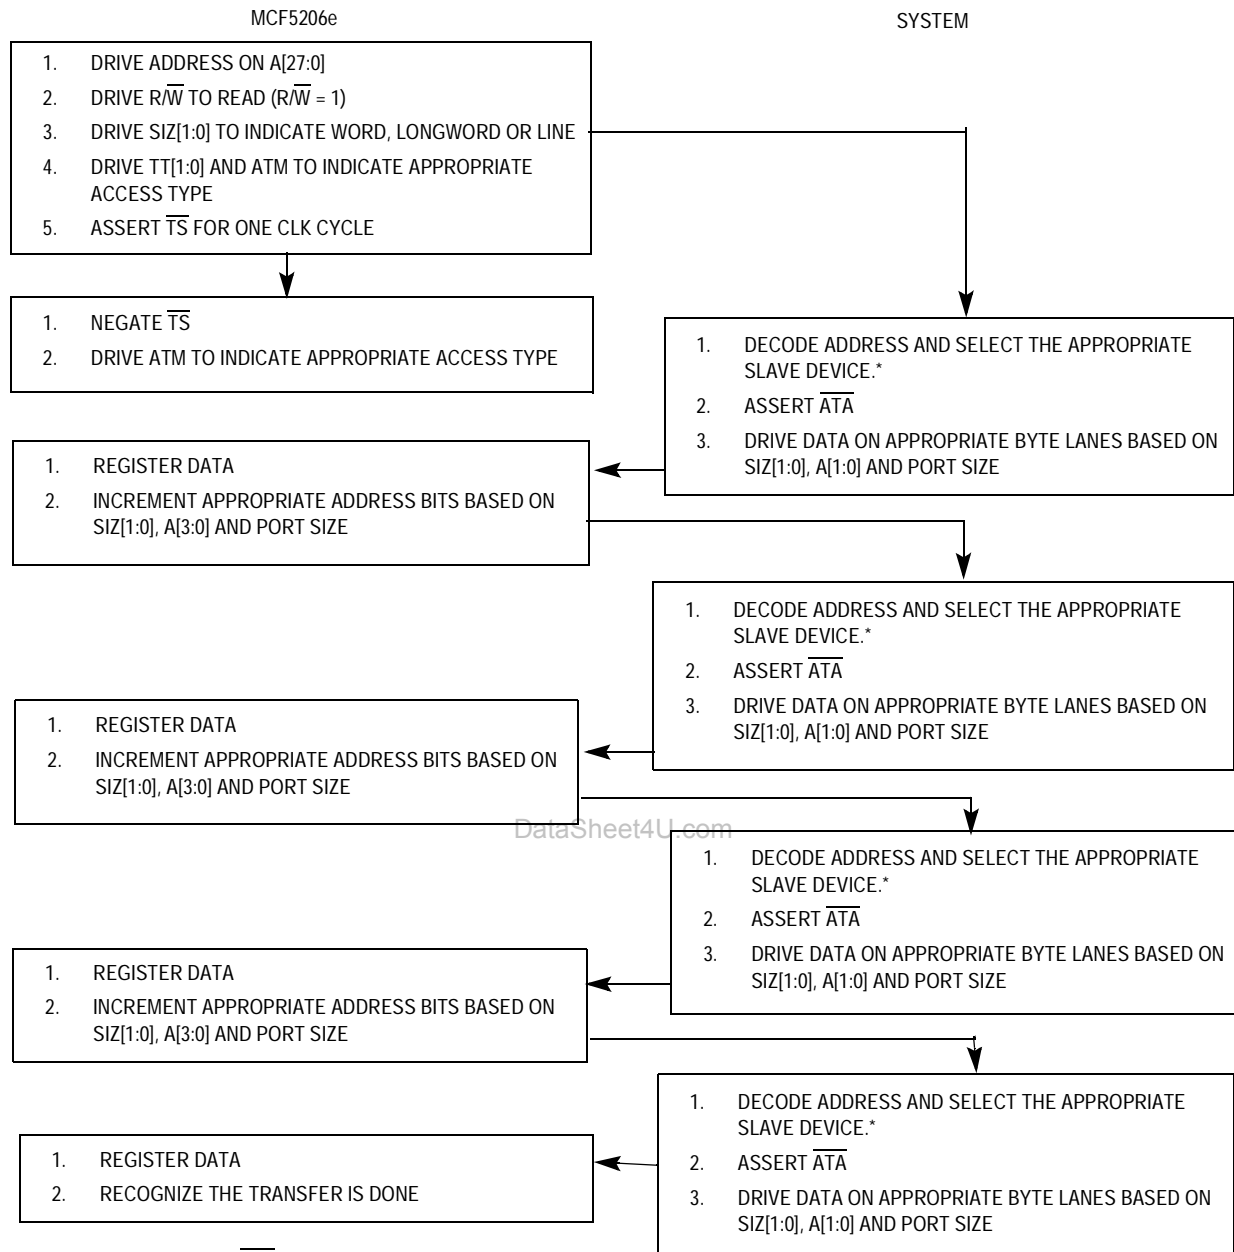 MCF5206e
SYSTEM
1. DRIVE ADDRESS ON A[27:0]
2. DRIVE R/W̅ TO READ (R/W̅ = 1)
3. DRIVE SIZ[1:0] TO INDICATE WORD, LONGWORD OR LINE
4. DRIVE TT[1:0] AND ATM TO INDICATE APPROPRIATE
ACCESS TYPE
5. ASSERT T̅S̅ FOR ONE CLK CYCLE
1. NEGATE T̅S̅
2. DRIVE ATM TO INDICATE APPROPRIATE ACCESS TYPE
1. DECODE ADDRESS AND SELECT THE APPROPRIATE
SLAVE DEVICE.*
2. ASSERT A̅T̅A̅
3. DRIVE DATA ON APPROPRIATE BYTE LANES BASED ON
SIZ[1:0], A[1:0] AND PORT SIZE
1. REGISTER DATA
2. INCREMENT APPROPRIATE ADDRESS BITS BASED ON
SIZ[1:0], A[3:0] AND PORT SIZE
1. DECODE ADDRESS AND SELECT THE APPROPRIATE
SLAVE DEVICE.*
2. ASSERT A̅T̅A̅
3. DRIVE DATA ON APPROPRIATE BYTE LANES BASED ON
SIZ[1:0], A[1:0] AND PORT SIZE
1. REGISTER DATA
2. INCREMENT APPROPRIATE ADDRESS BITS BASED ON
SIZ[1:0], A[3:0] AND PORT SIZE
DataSheet4U.com
1. DECODE ADDRESS AND SELECT THE APPROPRIATE
SLAVE DEVICE.*
2. ASSERT A̅T̅A̅
3. DRIVE DATA ON APPROPRIATE BYTE LANES BASED ON
SIZ[1:0], A[1:0] AND PORT SIZE
1. REGISTER DATA
2. INCREMENT APPROPRIATE ADDRESS BITS BASED ON
SIZ[1:0], A[3:0] AND PORT SIZE
1. DECODE ADDRESS AND SELECT THE APPROPRIATE
SLAVE DEVICE.*
2. ASSERT A̅T̅A̅
3. DRIVE DATA ON APPROPRIATE BYTE LANES BASED ON
SIZ[1:0], A[1:0] AND PORT SIZE
1. REGISTER DATA
2. RECOGNIZE THE TRANSFER IS DONE